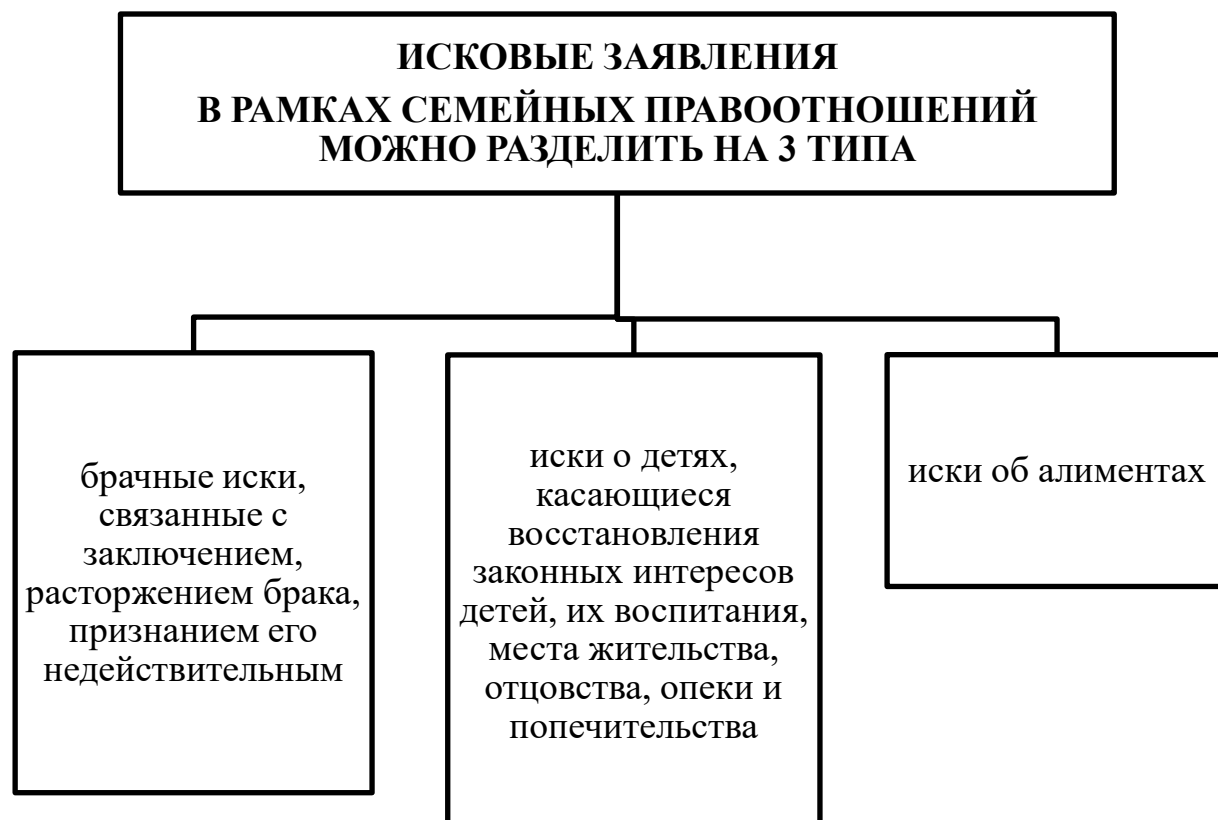 ИСКОВЫЕ ЗАЯВЛЕНИЯ
В РАМКАХ СЕМЕЙНЫХ ПРАВООТНОШЕНИЙ
МОЖНО РАЗДЕЛИТЬ НА 3 ТИПА
брачные иски,
связанные с
заключением,
расторжением брака,
признанием его
недействительным
иски о детях,
касающиеся
восстановления
законных интересов
детей, их воспитания,
места жительства,
отцовства, опеки и
попечительства
иски об алиментах